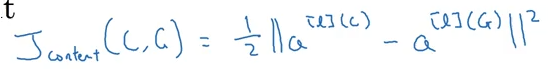 t
J_content(C,G) = 1/2 ||a^[l](C) - a^[l](G)||^2